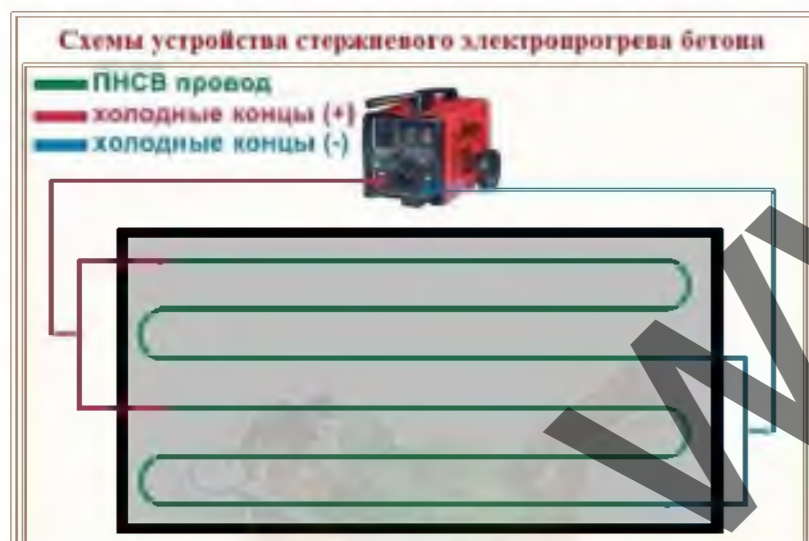 Схемы устройства стержневого электропрогрева бетона
ПНСВ провод
холодные концы (+)
холодные концы (-)